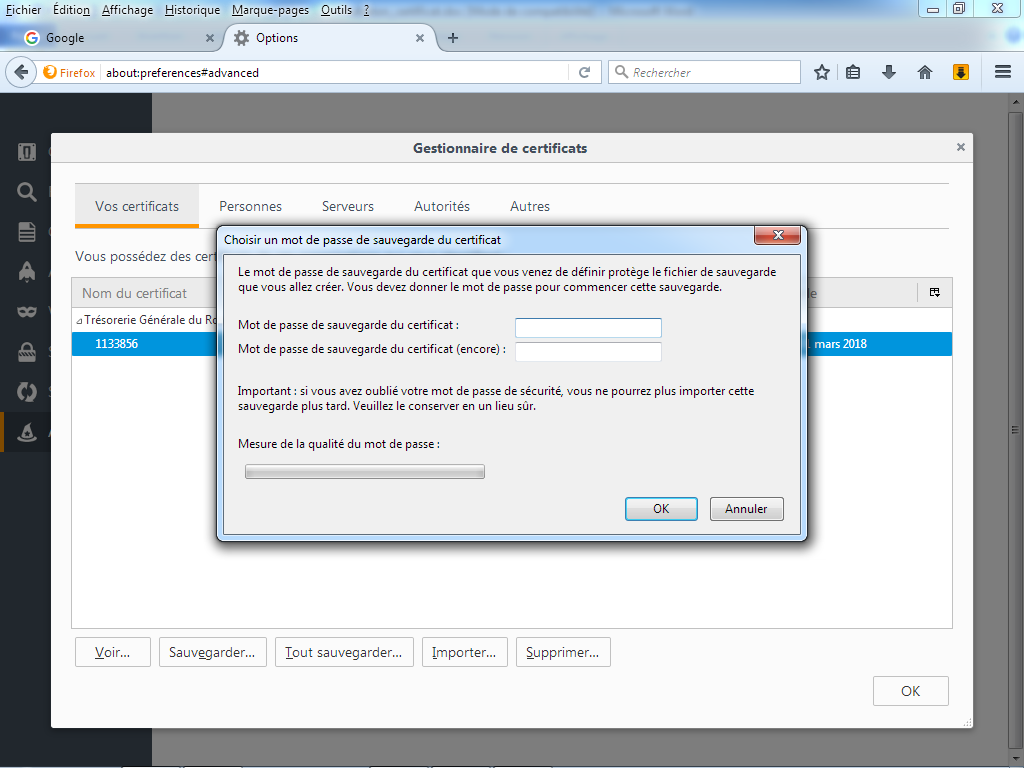 Fichier Édition Affichage Historique Marque-pages Outils ?
Google
Options
Firefox
about:preferences#advanced
Rechercher
Gestionnaire de certificats
Vos certificats
Personnes
Serveurs
Autorités
Autres
Vous possédez des
Choisir un mot de passe de sauvegarde du certificat
Le mot de passe de sauvegarde du certificat que vous venez de définir protège le fichier de sauvegarde
que vous allez créer. Vous devez donner le mot de passe pour commencer cette sauvegarde.
Nom du certificat
Trésorerie Générale du
1133856
mars 2018
Mot de passe de sauvegarde du certificat :
Mot de passe de sauvegarde du certificat (encore) :
Important : si vous avez oublié votre mot de passe de sécurité, vous ne pourrez plus importer cette
sauvegarde plus tard. Veuillez le conserver en un lieu sûr.
Mesure de la qualité du mot de passe :
OK
Annuler
Voir...
Sauvegarder...
Tout sauvegarder...
Importer...
Supprimer...
OK